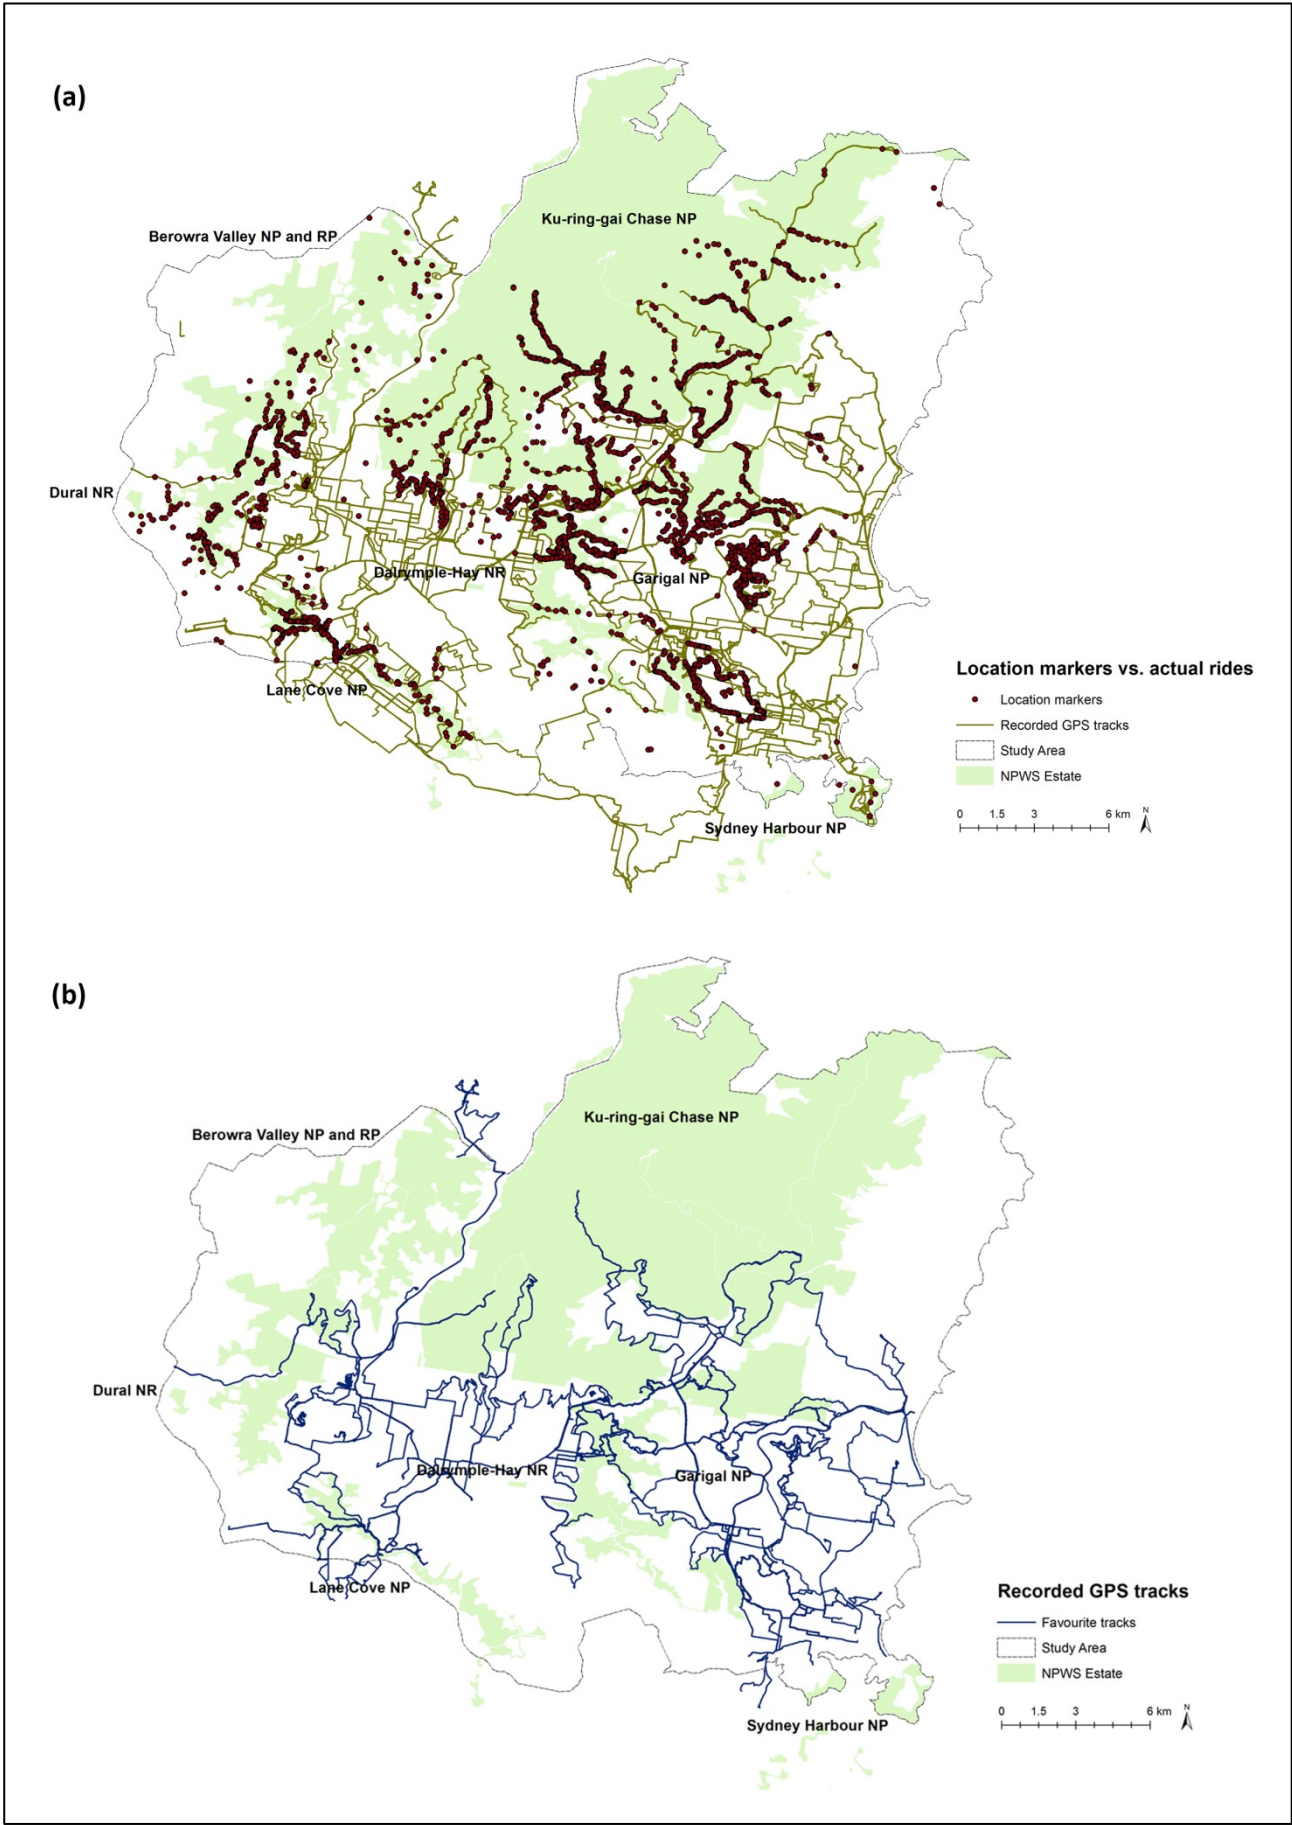 (a)
Ku-ring-gai Chase NP
Berowra Valley NP and RP
Dural NR
Dalrymple-Hay NR
Garigal NP
Lane Cove NP
Sydney Harbour NP
Location markers vs. actual rides
Location markers
Recorded GPS tracks
Study Area
NPWS Estate
0 1.5 3 6 km N
(b)
Ku-ring-gai Chase NP
Berowra Valley NP and RP
Dural NR
Dalrymple-Hay NR
Garigal NP
Lane Cove NP
Sydney Harbour NP
Recorded GPS tracks
Favourite tracks
Study Area
NPWS Estate
0 1.5 3 6 km N